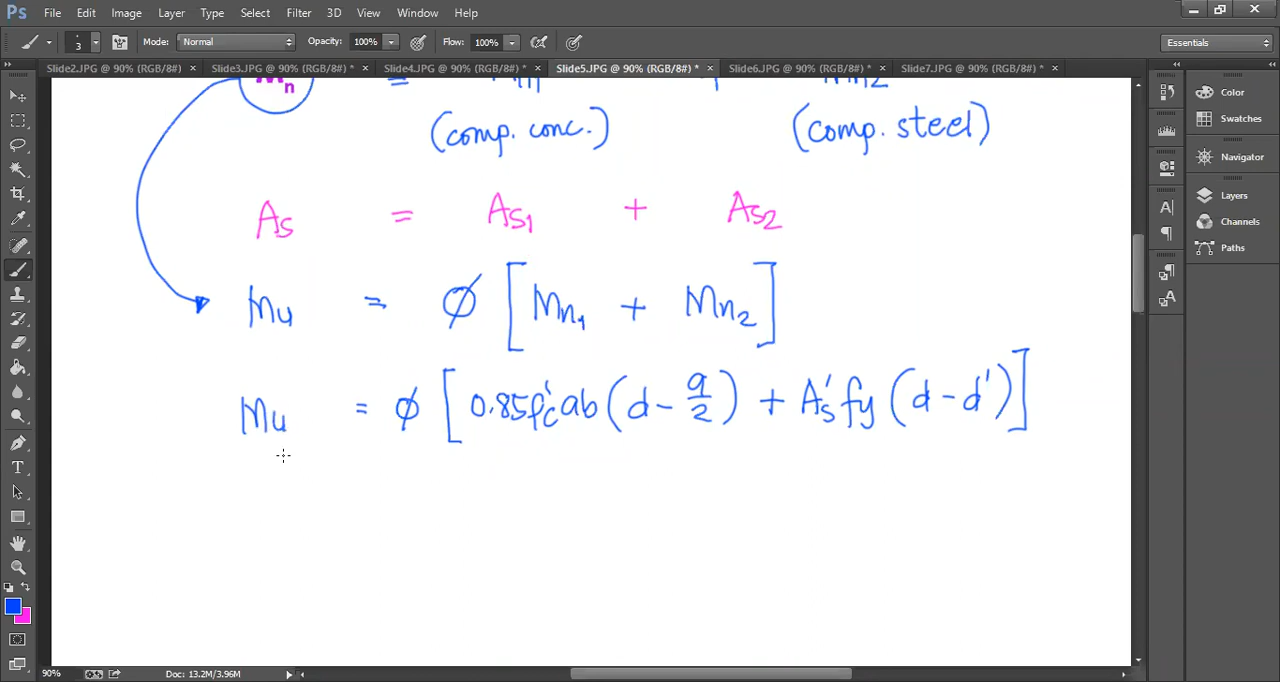 Ps File Edit Image Layer Type Select Filter 3D View Window Help
3 Mode: Normal Opacity: 100% Flow: 100% Essentials
Slide2.JPG @ 90% (RGB/8#) × Slide3.JPG @ 90% (RGB/8#) * × Slide4.JPG @ 90% (RGB/8#) * × Slide5.JPG @ 90% (RGB/8#) * × Slide6.JPG @ 90% (RGB/8#) * × Slide7.JPG @ 90% (RGB/8#) * ×
Mn =
(comp. conc.) (comp. steel)
As = As1 + As2
Mu = φ [Mn1 + Mn2]
Mu = φ [0.85f'c ab (d - a/2) + A's fy (d - d')]
Color
Swatches
Navigator
Layers
Channels
Paths
90% Doc: 13.2M/3.96M